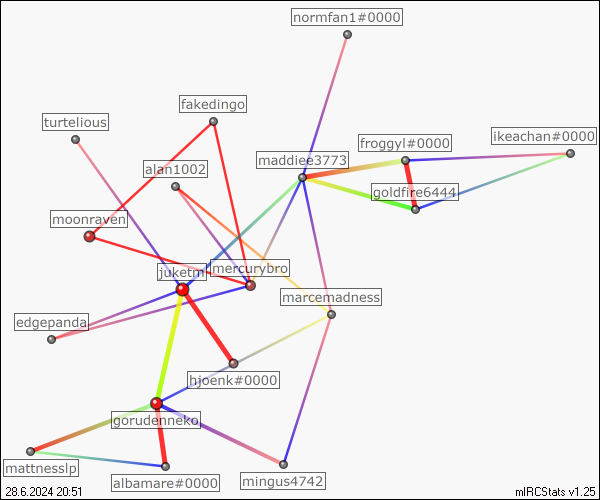 normfan1#0000
fakedingo
turtelious
froggyl#0000
ikeachan#0000
maddiee3773
alan1002
goldfire6444
moonraven
juketni
mercurybro
marcemadness
edgepanda
hjoenk#0000
gorudenneko
mattnesslp
albamare#0000
mingus4742
28.6.2024 20:51
mIRCStats v1.25